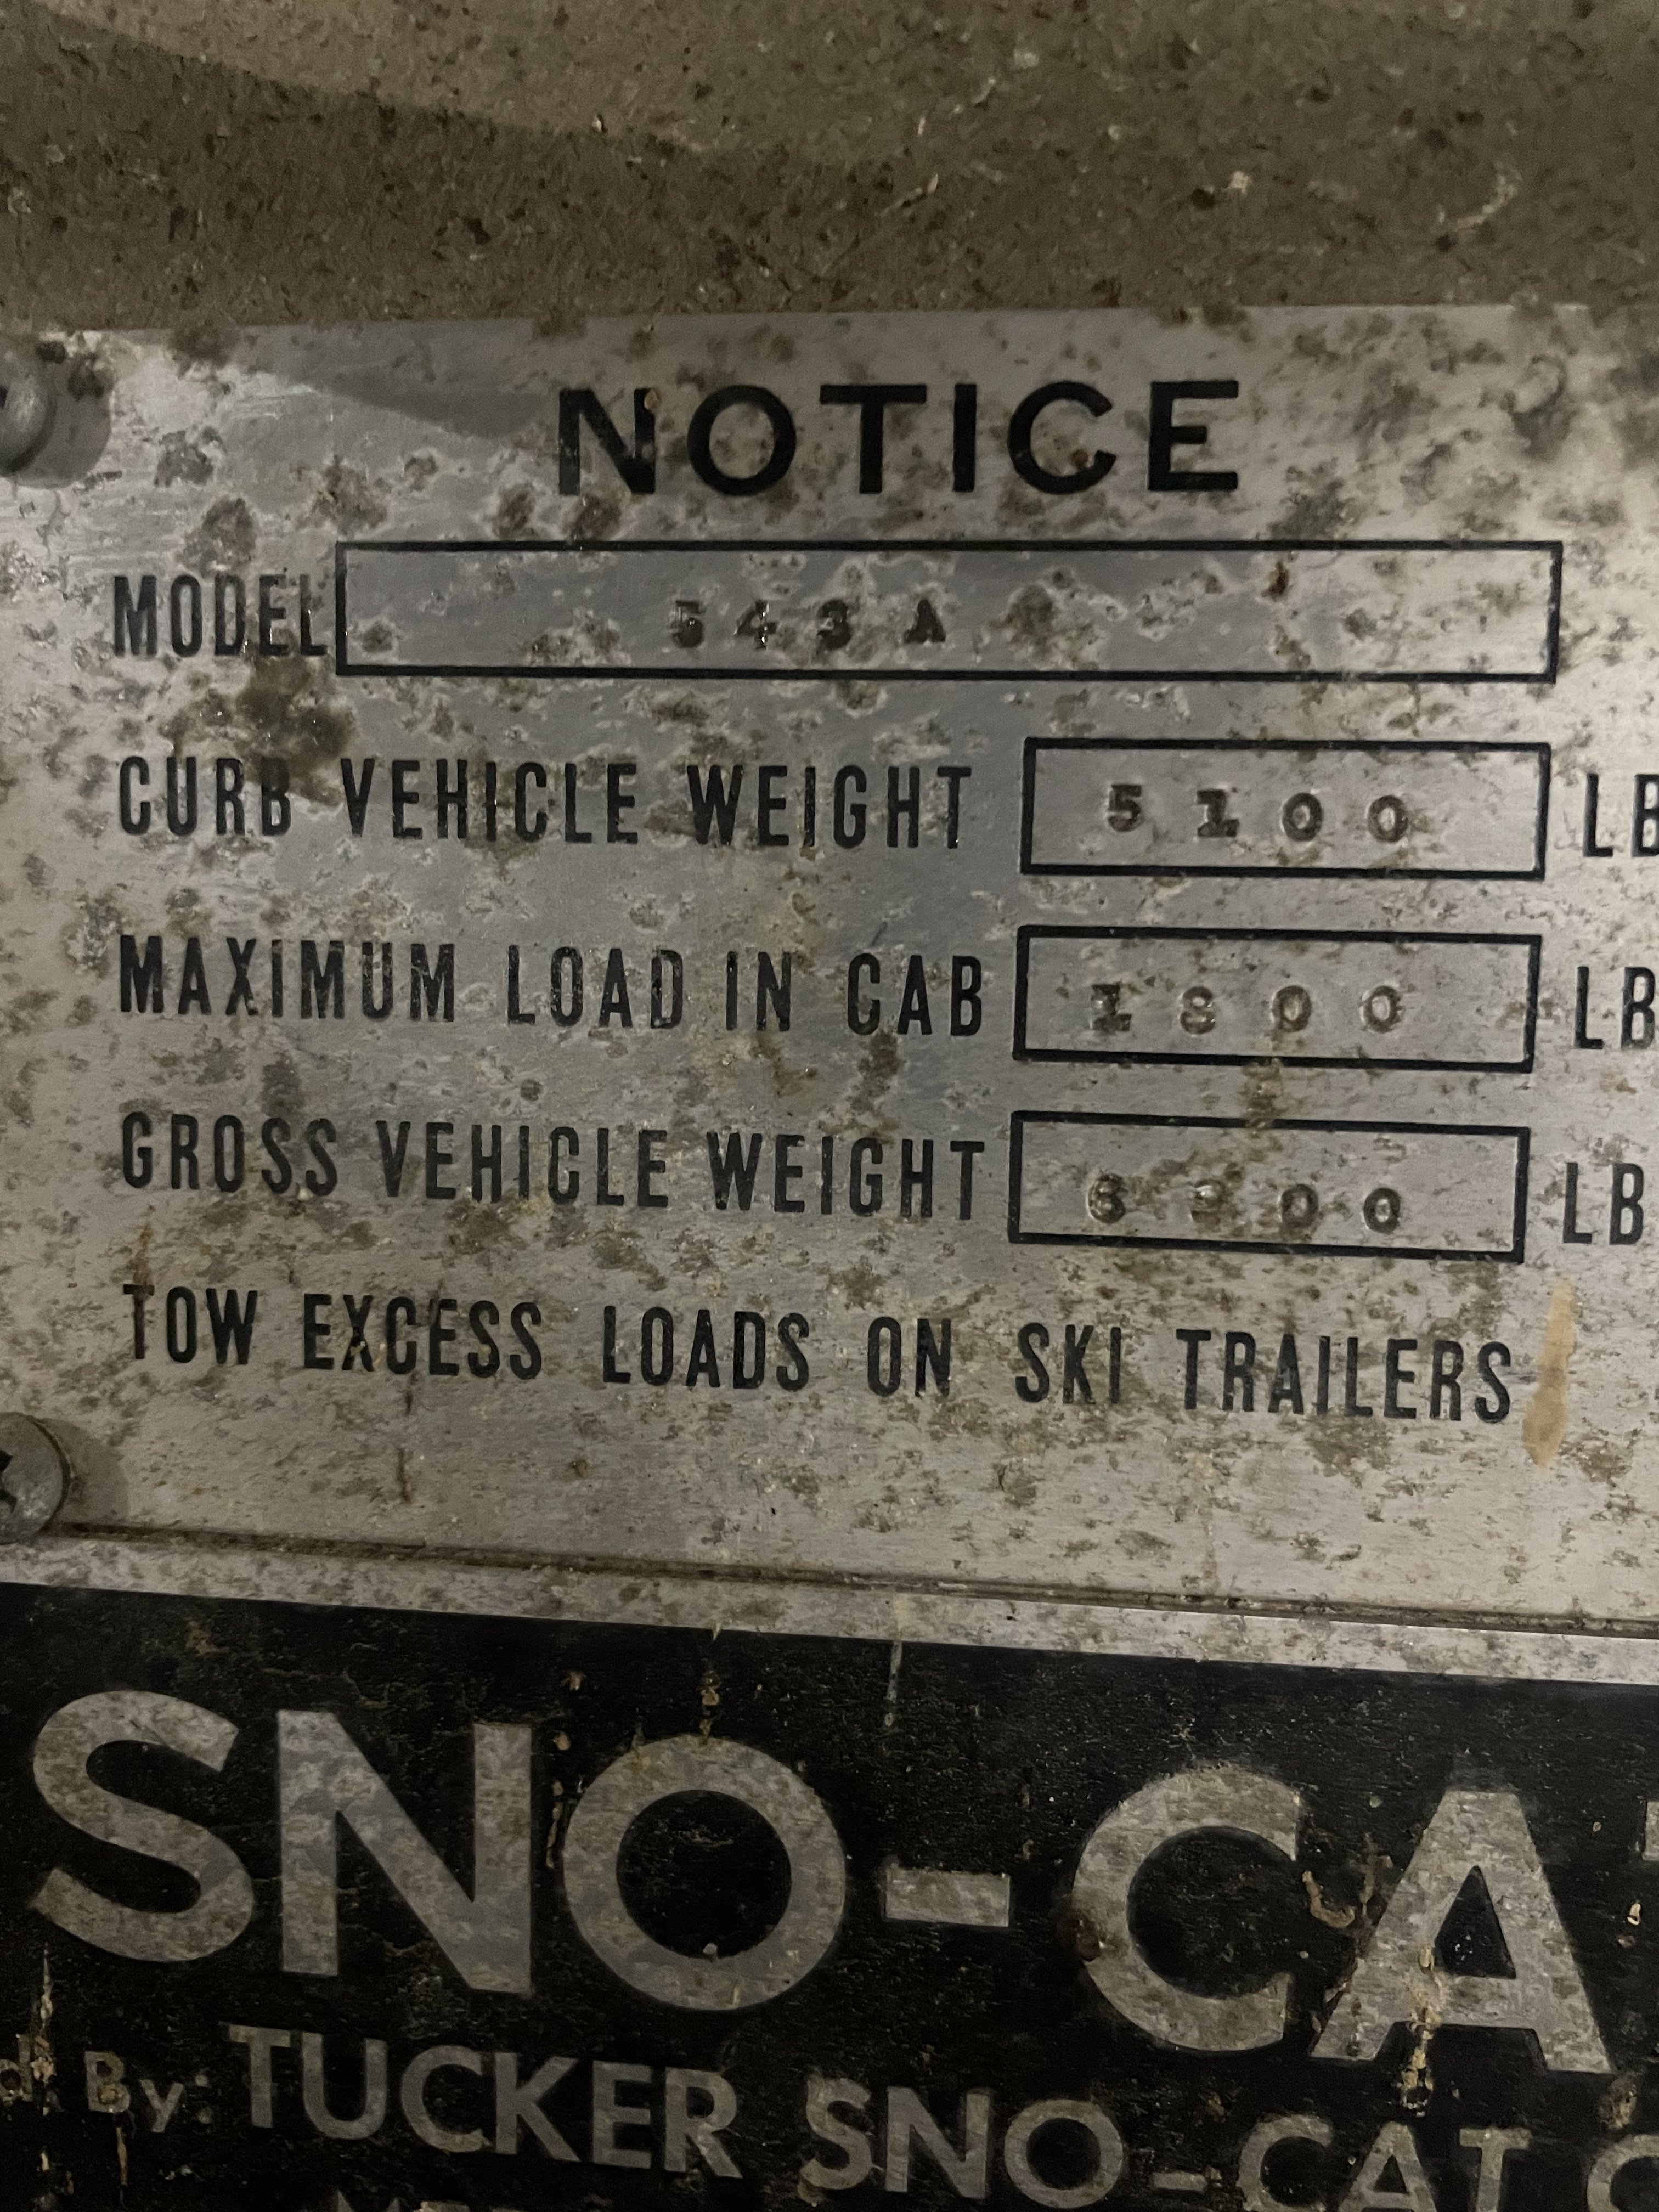 NOTICE
MODEL 543A
CURB VEHICLE WEIGHT 5100 LB
MAXIMUM LOAD IN CAB 1800 LB
GROSS VEHICLE WEIGHT 6900 LB
TOW EXCESS LOADS ON SKI TRAILERS
SNO-CA
d By TUCKER SNO-CAT C